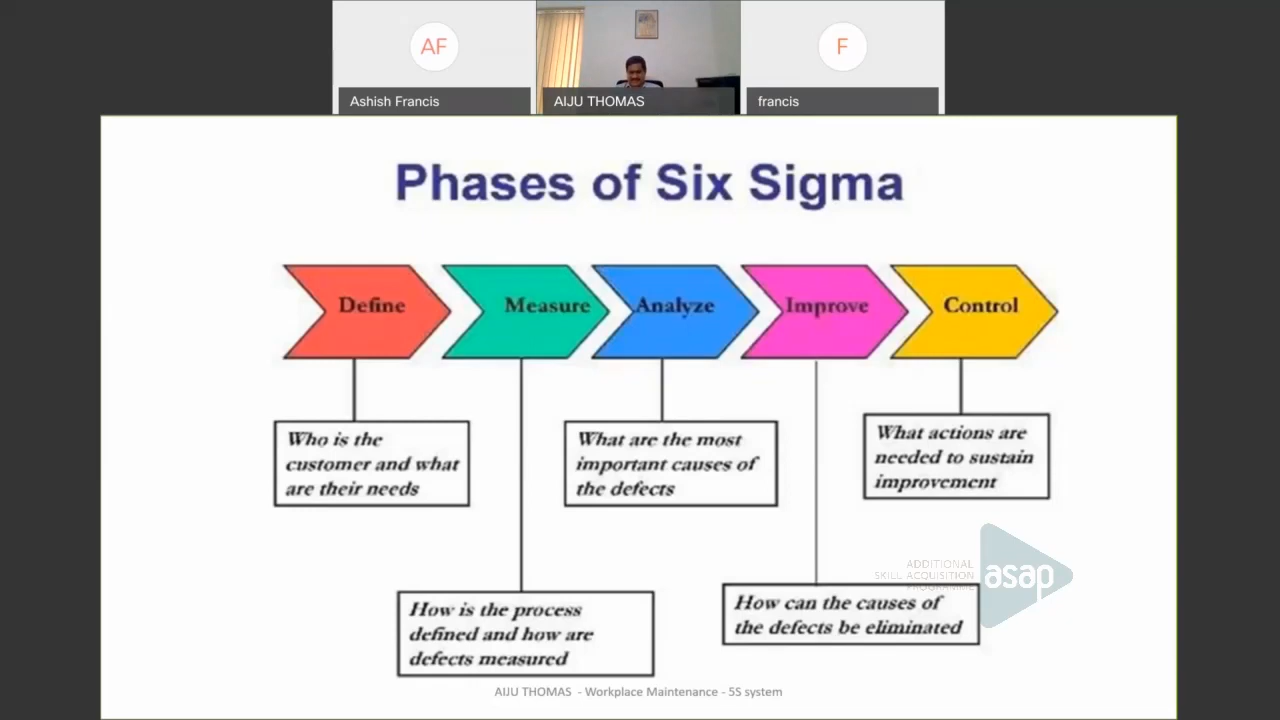 AF
F
Ashish Francis
AIJU THOMAS
francis
Phases of Six Sigma
Define
Measure
Analyze
Improve
Control
Who is the
customer and what
are their needs
What are the most
important causes of
the defects
What actions are
needed to sustain
improvement
How is the process
defined and how are
defects measured
How can the causes of
the defects be eliminated
ADDITIONAL
SKILL ACQUISITION
PROGRAMME
asap
AIJU THOMAS - Workplace Maintenance - 5S system